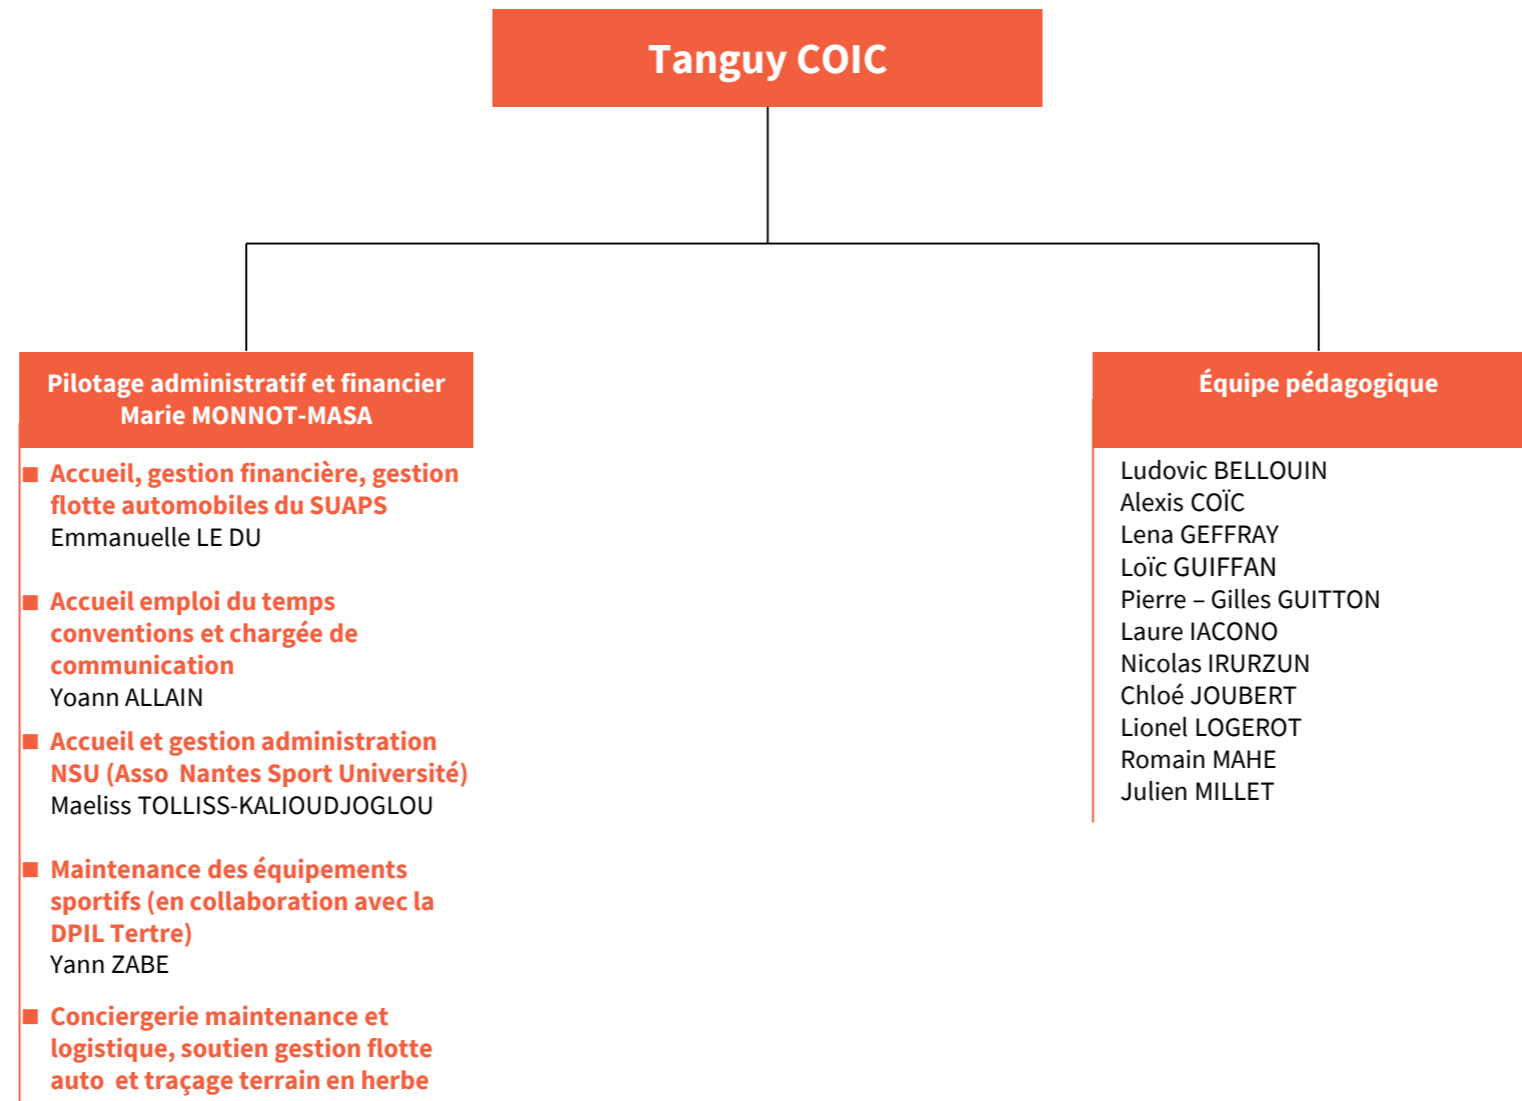 Tanguy COIC
Pilotage administratif et financier
Marie MONNOT-MASA
Accueil, gestion financière, gestion
flotte automobiles du SUAPS
Emmanuelle LE DU
Accueil emploi du temps
conventions et chargée de
communication
Yoann ALLAIN
Accueil et gestion administration
NSU (Asso Nantes Sport Université)
Maeliss TOLLISS-KALIOUDJOGLOU
Maintenance des équipements
sportifs (en collaboration avec la
DPIL Tertre)
Yann ZABE
Conciergerie maintenance et
logistique, soutien gestion flotte
auto et traçage terrain en herbe
Équipe pédagogique
Ludovic BELLOUIN
Alexis COÏC
Lena GEFFRAY
Loïc GUIFFAN
Pierre – Gilles GUITTON
Laure IACONO
Nicolas IRURZUN
Chloé JOUBERT
Lionel LOGEROT
Romain MAHE
Julien MILLET